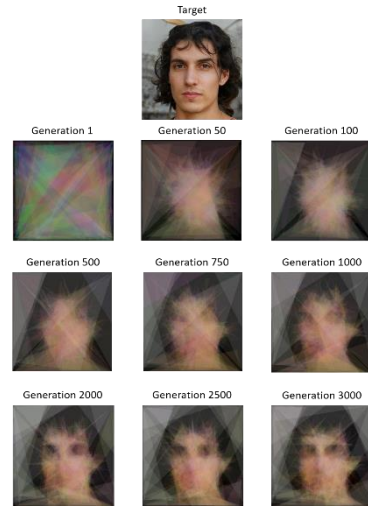 Target
Generation 1
Generation 50
Generation 100
Generation 500
Generation 750
Generation 1000
Generation 2000
Generation 2500
Generation 3000